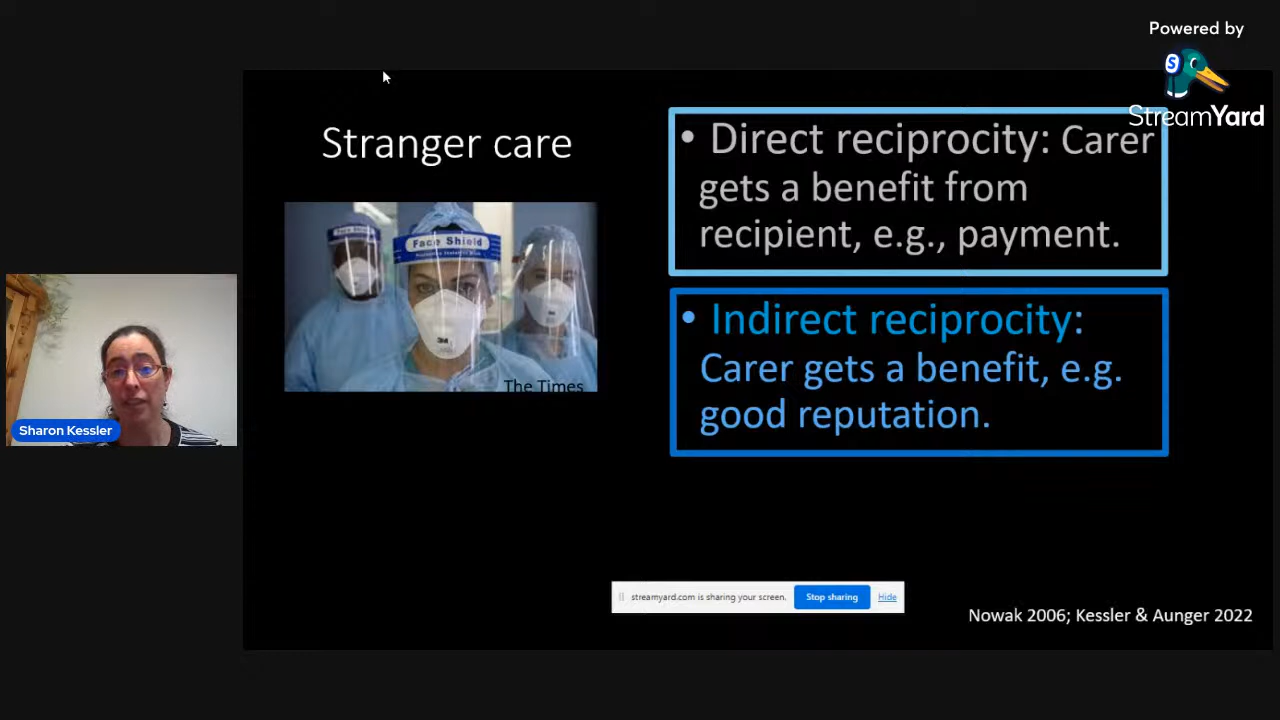 Powered by
StreamYard
Stranger care
Face Shield
The Times
• Direct reciprocity: Carer
gets a benefit from
recipient, e.g., payment.
• Indirect reciprocity:
Carer gets a benefit, e.g.
good reputation.
Sharon Kessler
streamyard.com is sharing your screen.
Stop sharing
Hide
Nowak 2006; Kessler & Aunger 2022